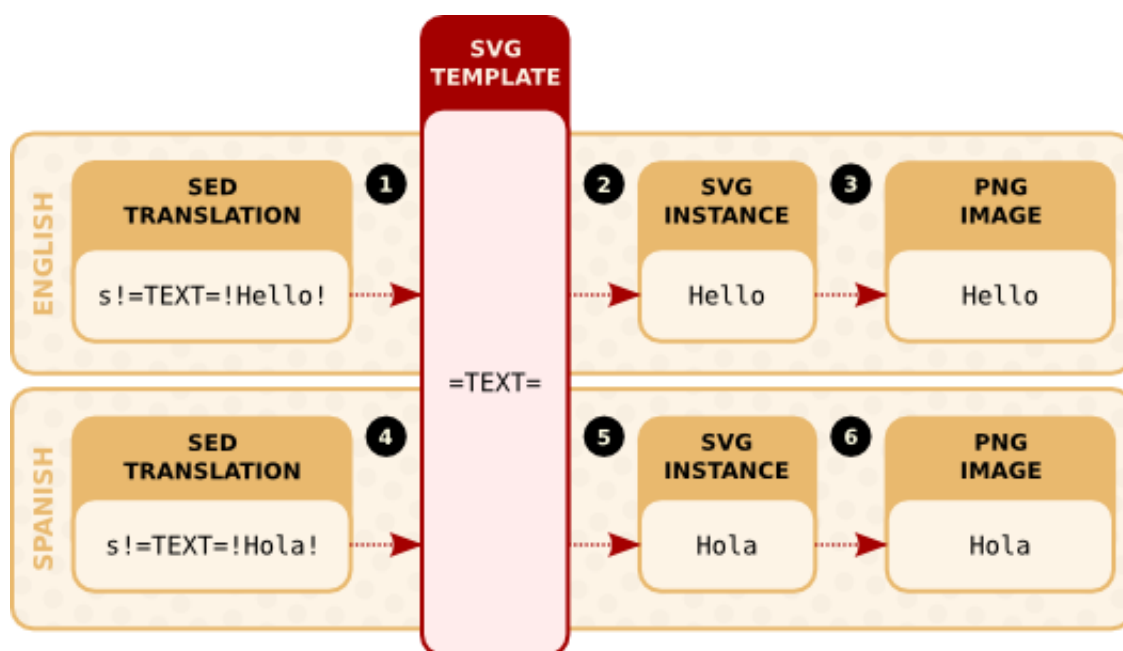 SVG
TEMPLATE
ENGLISH
SED
TRANSLATION
s!=TEXT=!Hello!
1
2
SVG
INSTANCE
Hello
3
PNG
IMAGE
Hello
=TEXT=
SPANISH
SED
TRANSLATION
s!=TEXT=!Hola!
4
5
SVG
INSTANCE
Hola
6
PNG
IMAGE
Hola